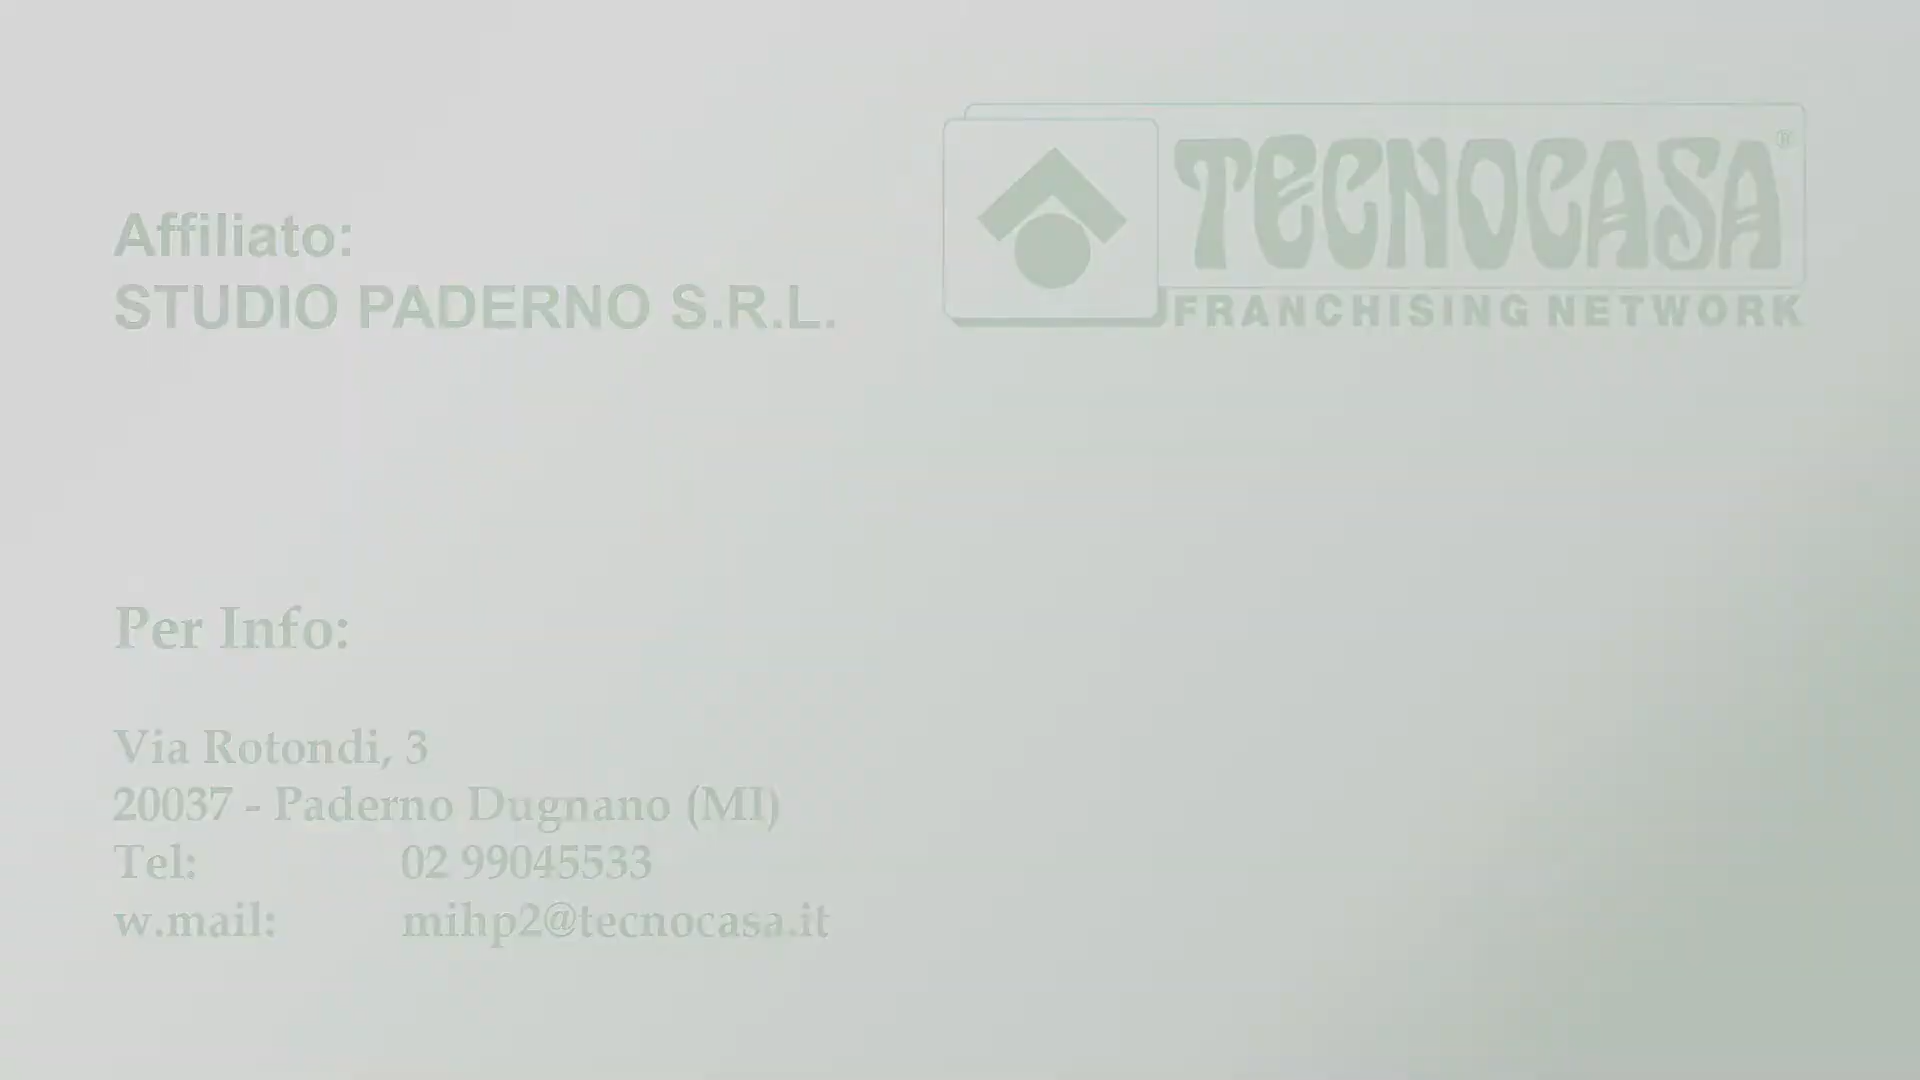 Affiliato:
STUDIO PADERNO S.R.L.
TECNOCASA®
FRANCHISING NETWORK
Per Info:
Via Rotondi, 3
20037 - Paderno Dugnano (MI)
Tel: 02 99045533
w.mail: mihp2@tecnocasa.it